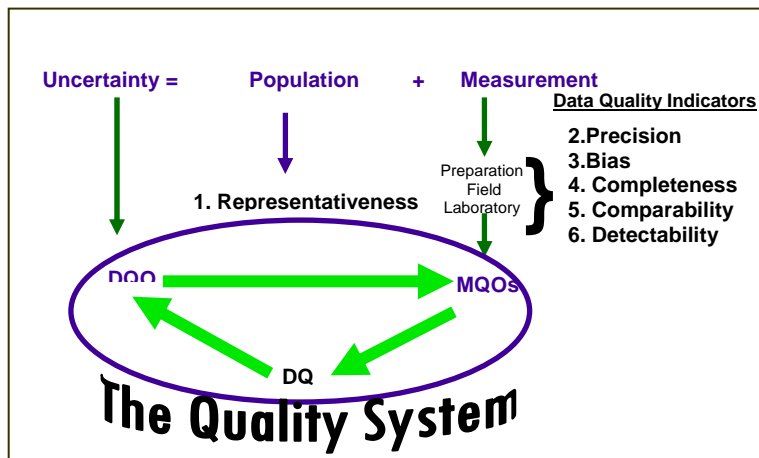 Uncertainty = Population + Measurement
Data Quality Indicators
2.Precision
3.Bias
4. Completeness
5. Comparability
6. Detectability
Preparation
Field
Laboratory
1. Representativeness
DQO
MQOs
DQ
The Quality System